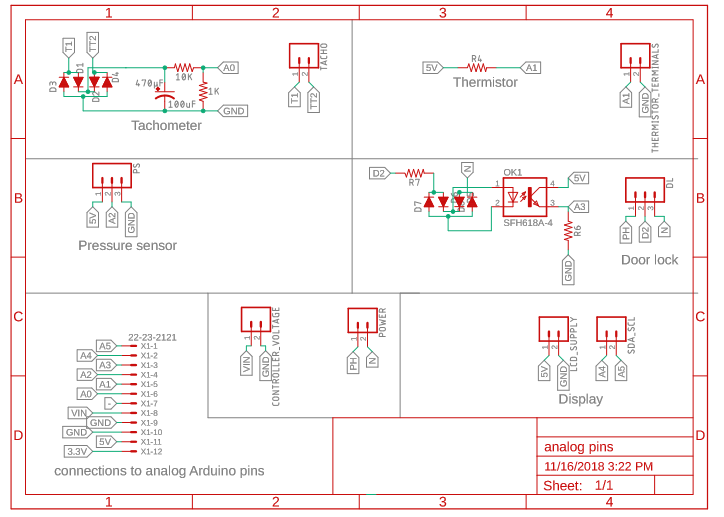 1 2 3 4
A
T1
TT2
D3
D1
D2
D4
470µF
100uF
10K
1K
A0
GND
Tachometer
TACHO
1
2
T1
TT2
5V
R4
A1
Thermistor
THERMISTOR_TERMINALS
1
2
A1
GND
A
B
PS
1
2
3
5V
A2
GND
Pressure sensor
D2
R7
N
D7
OK1
1
2
4
3
SFH618A-4
5V
A3
R6
GND
DL
1
2
3
PH
D2
N
Door lock
B
C
22-23-2121
A5 X1-1
A4 X1-2
A3 X1-3
A2 X1-4
A1 X1-5
A0 X1-6
- X1-7
VIN X1-8
GND X1-9
GND X1-10
5V X1-11
3.3V X1-12
connections to analog Arduino pins
CONTROLLER_VOLTAGE
1
2
VIN
GND
POWER
1
2
PH
N
LCD_SUPPLY
1
2
5V
GND
SDA_SCL
1
2
A4
A5
Display
C
D
D
analog pins
11/16/2018 3:22 PM
Sheet: 1/1
1 2 3 4